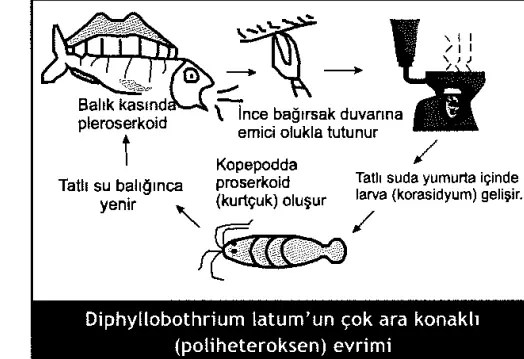 Balık kasında
pleroserkoid
İnce bağırsak duvarına
emici olukla tutunur
Tatlı suda yumurta içinde
larva (korasidyum) gelişir.
Kopepodda
proserkoid
(kurtçuk) oluşur
Tatlı su balığınca
yenir
Diphyllobothrium latum'un çok ara konaklı
(poliheteroksen) evrimi